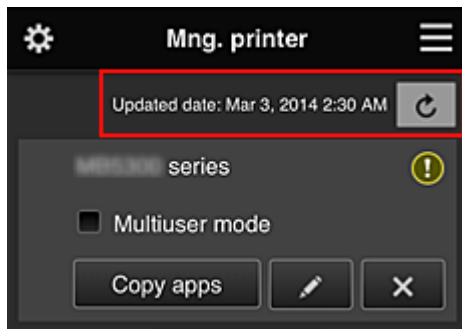 Mng. printer
Updated date: Mar 3, 2014 2:30 AM
series
Multiuser mode
Copy apps